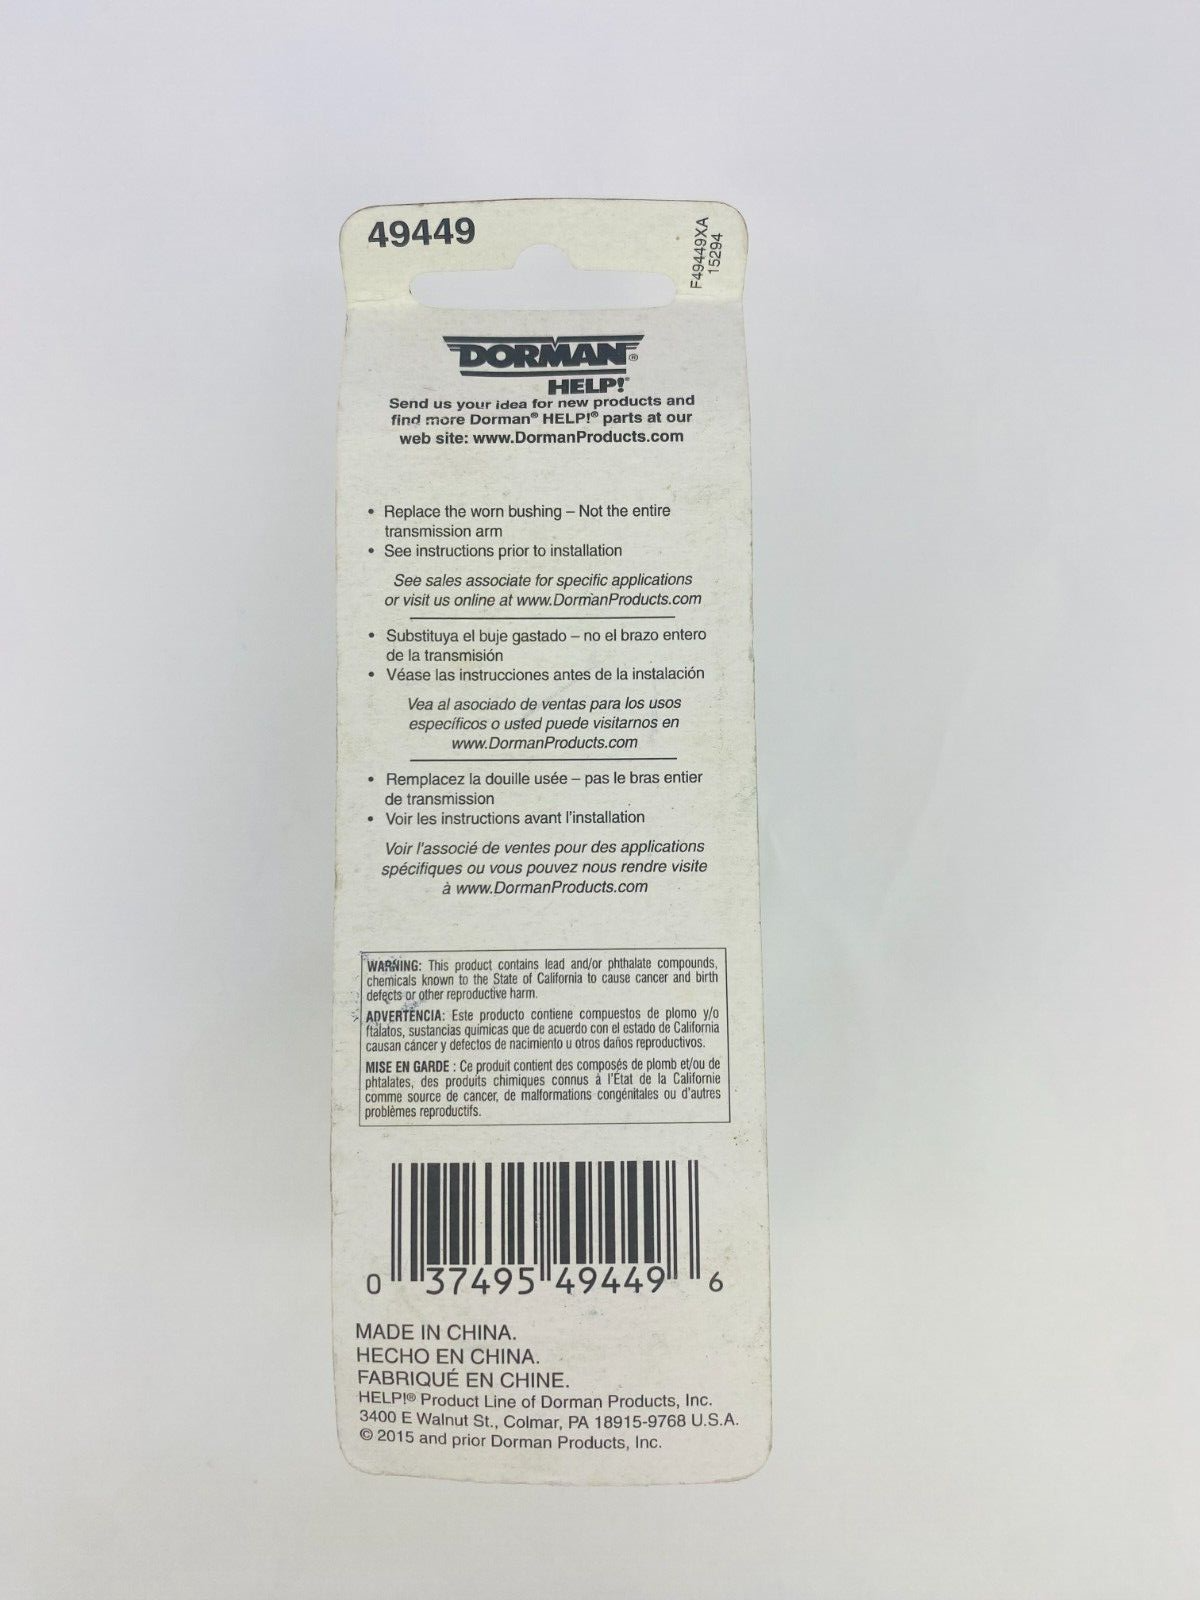 49449
F49449XA
15294
DORMAN®
HELP!®
Send us your idea for new products and
find more Dorman® HELP!® parts at our
web site: www.DormanProducts.com
• Replace the worn bushing – Not the entire
transmission arm
• See instructions prior to installation
See sales associate for specific applications
or visit us online at www.DormanProducts.com
• Substituya el buje gastado – no el brazo entero
de la transmisión
• Véase las instrucciones antes de la instalación
Vea al asociado de ventas para los usos
específicos o usted puede visitarnos en
www.DormanProducts.com
• Remplacez la douille usée – pas le bras entier
de transmission
• Voir les instructions avant l'installation
Voir l'associé de ventes pour des applications
spécifiques ou vous pouvez nous rendre visite
à www.DormanProducts.com
WARNING: This product contains lead and/or phthalate compounds,
chemicals known to the State of California to cause cancer and birth
defects or other reproductive harm.
ADVERTENCIA: Este producto contiene compuestos de plomo y/o
ftalatos, sustancias químicas que de acuerdo con el estado de California
causan cáncer y defectos de nacimiento u otros daños reproductivos.
MISE EN GARDE : Ce produit contient des composés de plomb et/ou de
phtalates, des produits chimiques connus à l'État de la Californie
comme source de cancer, de malformations congénitales ou d'autres
problèmes reproductifs.
0 37495 49449 6
MADE IN CHINA.
HECHO EN CHINA.
FABRIQUÉ EN CHINE.
HELP!® Product Line of Dorman Products, Inc.
3400 E Walnut St., Colmar, PA 18915-9768 U.S.A.
© 2015 and prior Dorman Products, Inc.